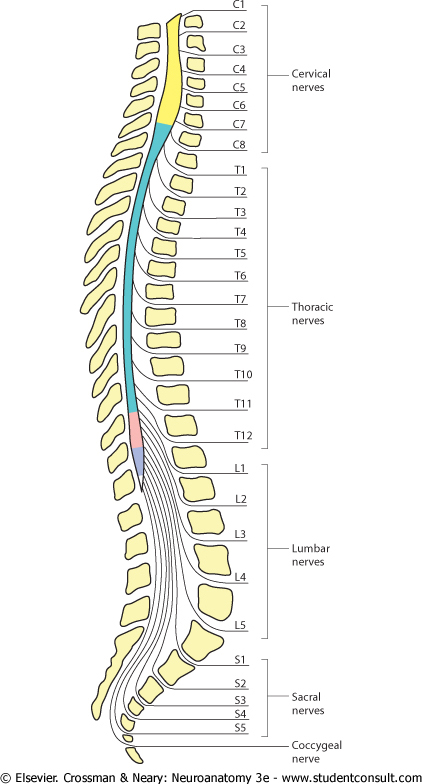 C1
C2
C3
C4
C5
C6
C7
C8
Cervical
nerves
T1
T2
T3
T4
T5
T6
T7
T8
T9
T10
T11
T12
Thoracic
nerves
L1
L2
L3
L4
L5
Lumbar
nerves
S1
S2
S3
S4
S5
Sacral
nerves
Coccygeal
nerve
© Elsevier. Crossman & Neary: Neuroanatomy 3e - www.studentconsult.com